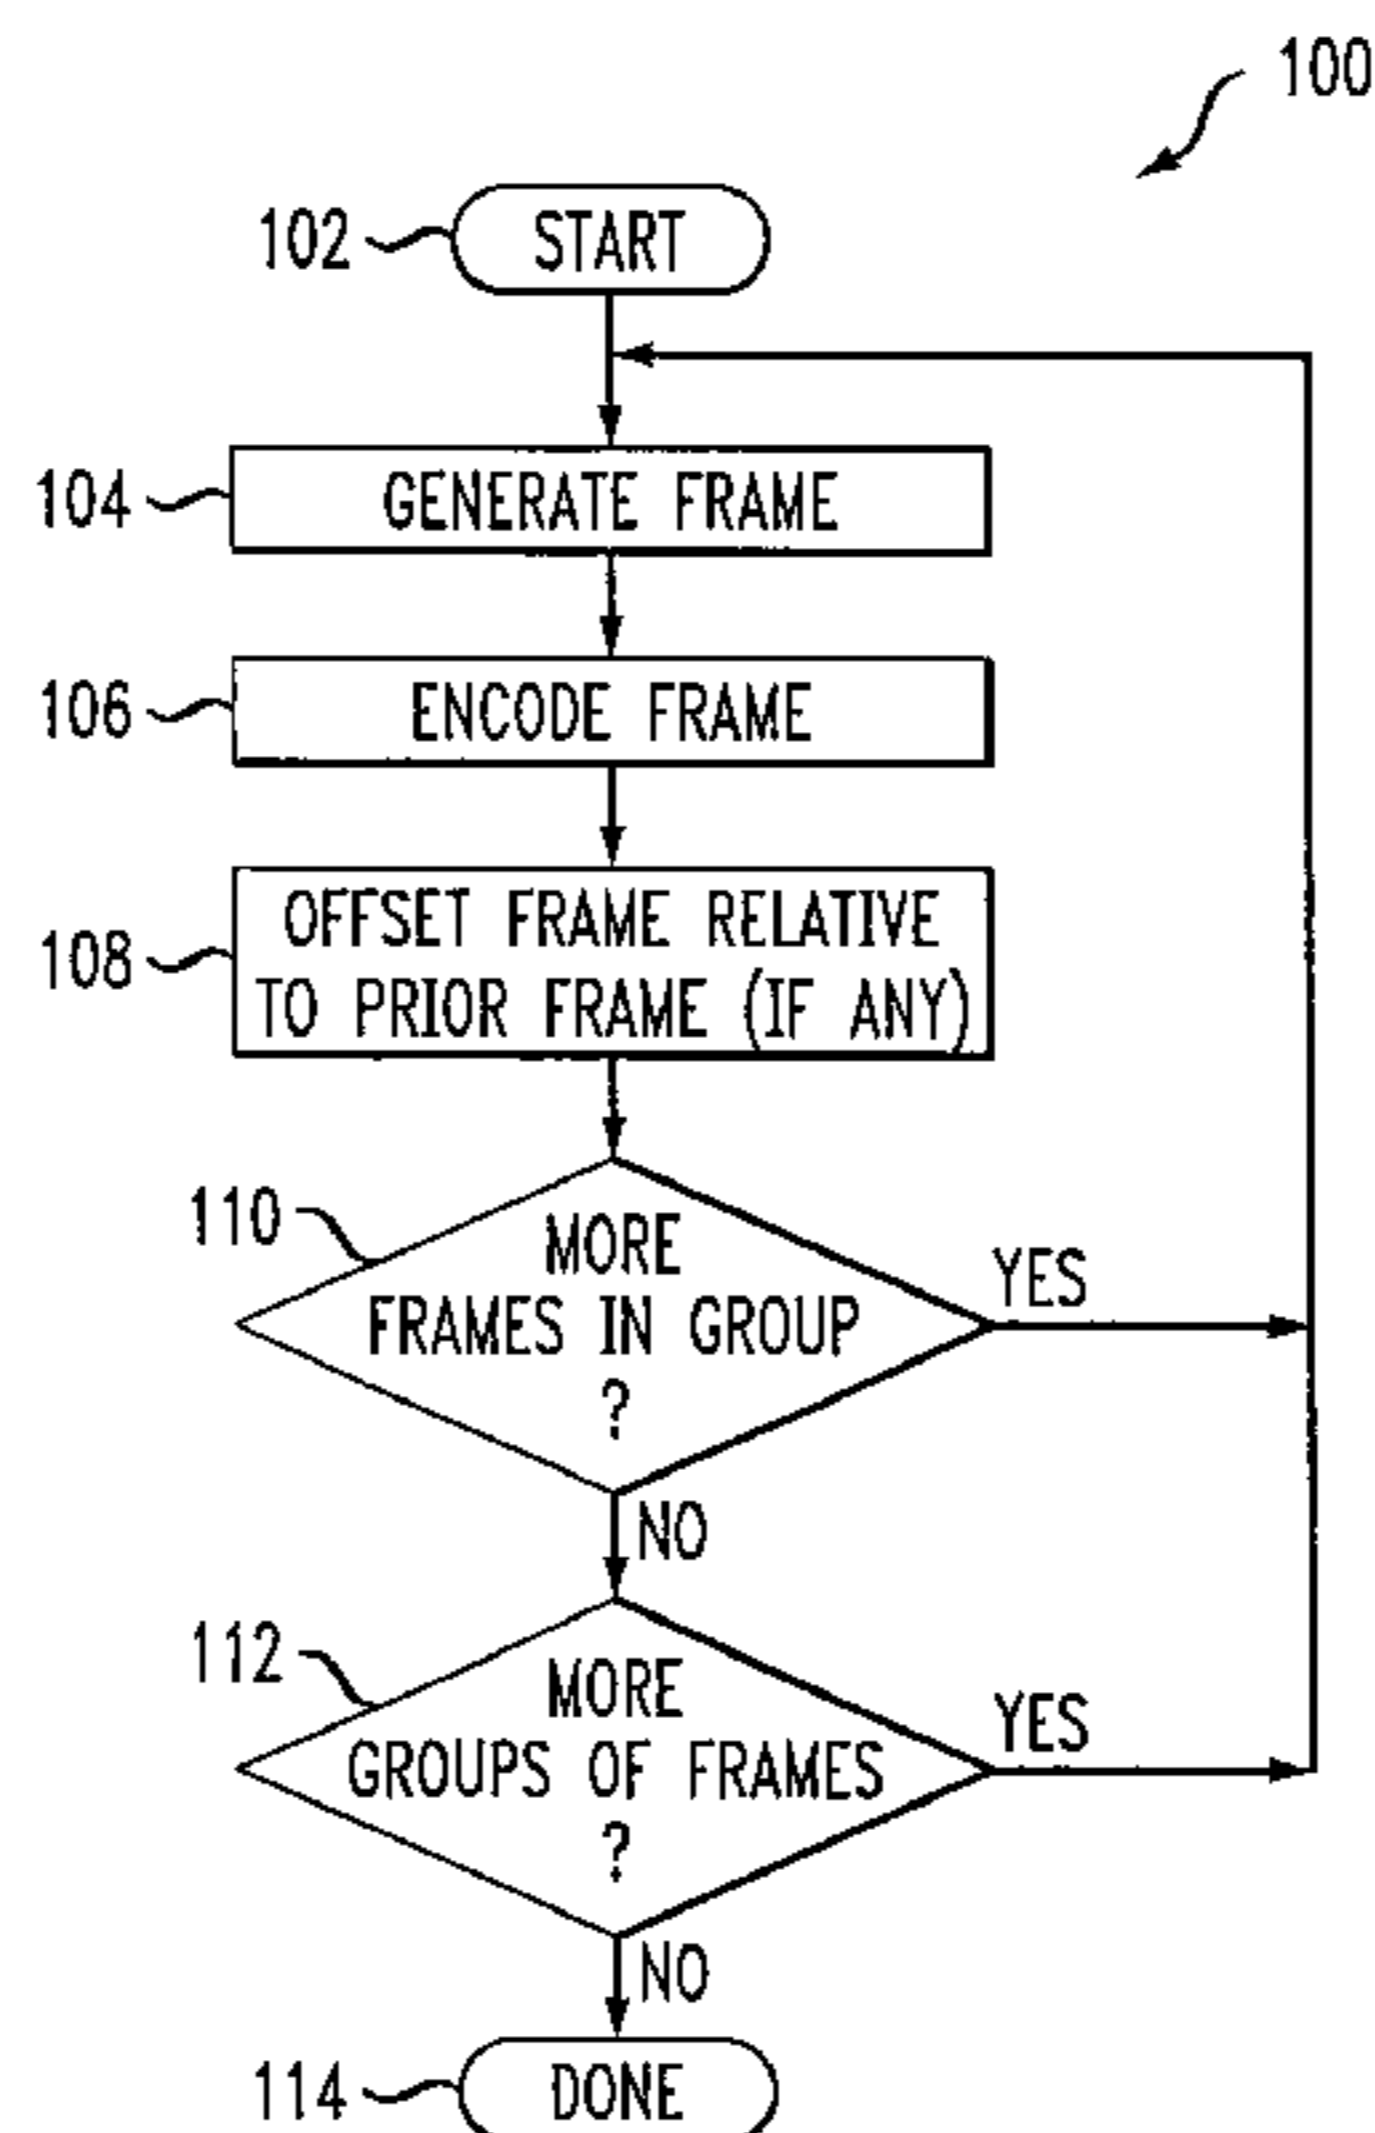 100
102
START
104
GENERATE FRAME
106
ENCODE FRAME
108
OFFSET FRAME RELATIVE
TO PRIOR FRAME (IF ANY)
110
MORE
FRAMES IN GROUP
?
YES
NO
112
MORE
GROUPS OF FRAMES
?
YES
NO
114
DONE